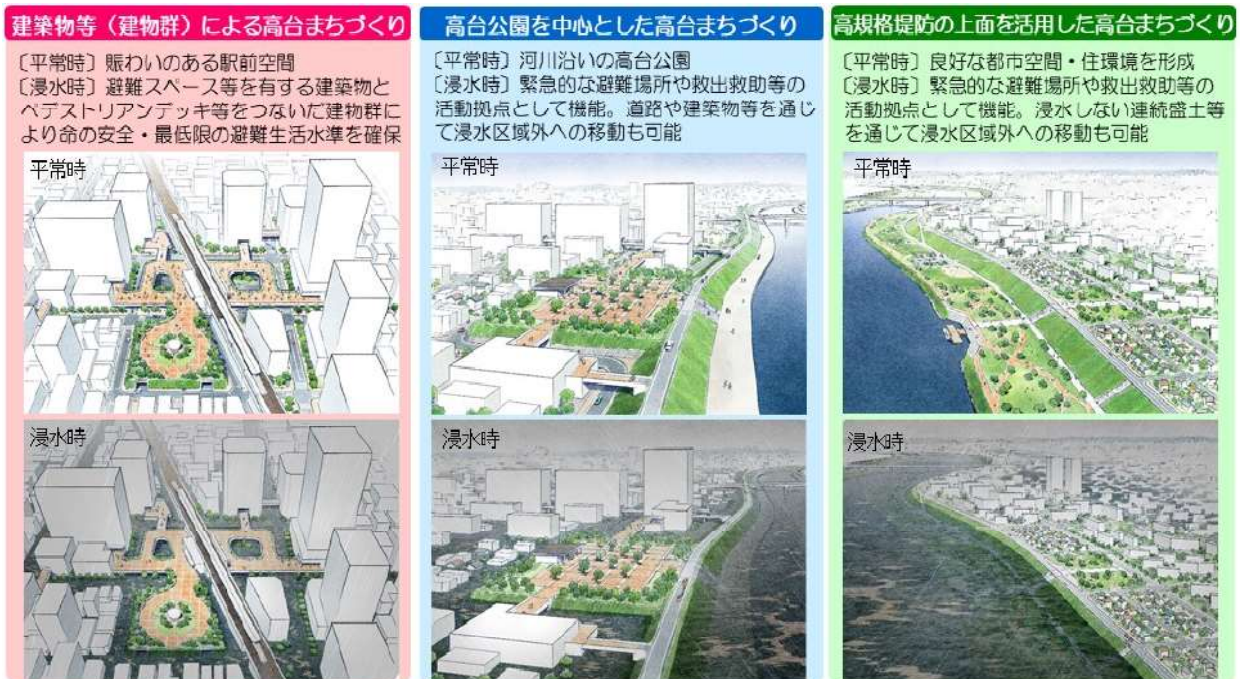 建築物等（建物群）による高台まちづくり
〔平常時〕賑わいのある駅前空間
〔浸水時〕避難スペース等を有する建築物と
ペデストリアンデッキ等をつないだ建物群に
より命の安全・最低限の避難生活水準を確保
平常時
浸水時
高台公園を中心とした高台まちづくり
〔平常時〕河川沿いの高台公園
〔浸水時〕緊急的な避難場所や救出救助等の
活動拠点として機能。道路や建築物等を通じ
て浸水区域外への移動も可能
平常時
浸水時
高規格堤防の上面を活用した高台まちづくり
〔平常時〕良好な都市空間・住環境を形成
〔浸水時〕緊急的な避難場所や救出救助等の
活動拠点として機能。浸水しない連続盛土等
を通じて浸水区域外への移動も可能
平常時
浸水時